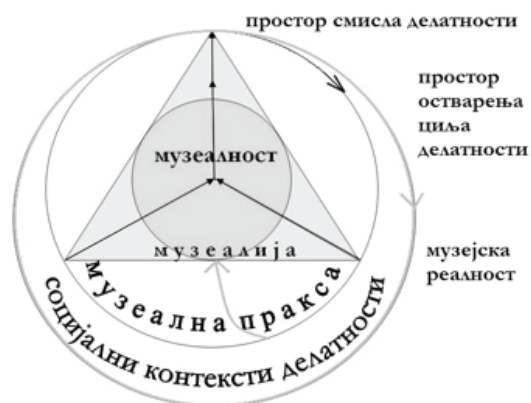 простор смисла делатности
простор
остварења
циља
делатности
музеалност
музејска
реалност
музеалија
музеална пракса
социјални контексти делатности